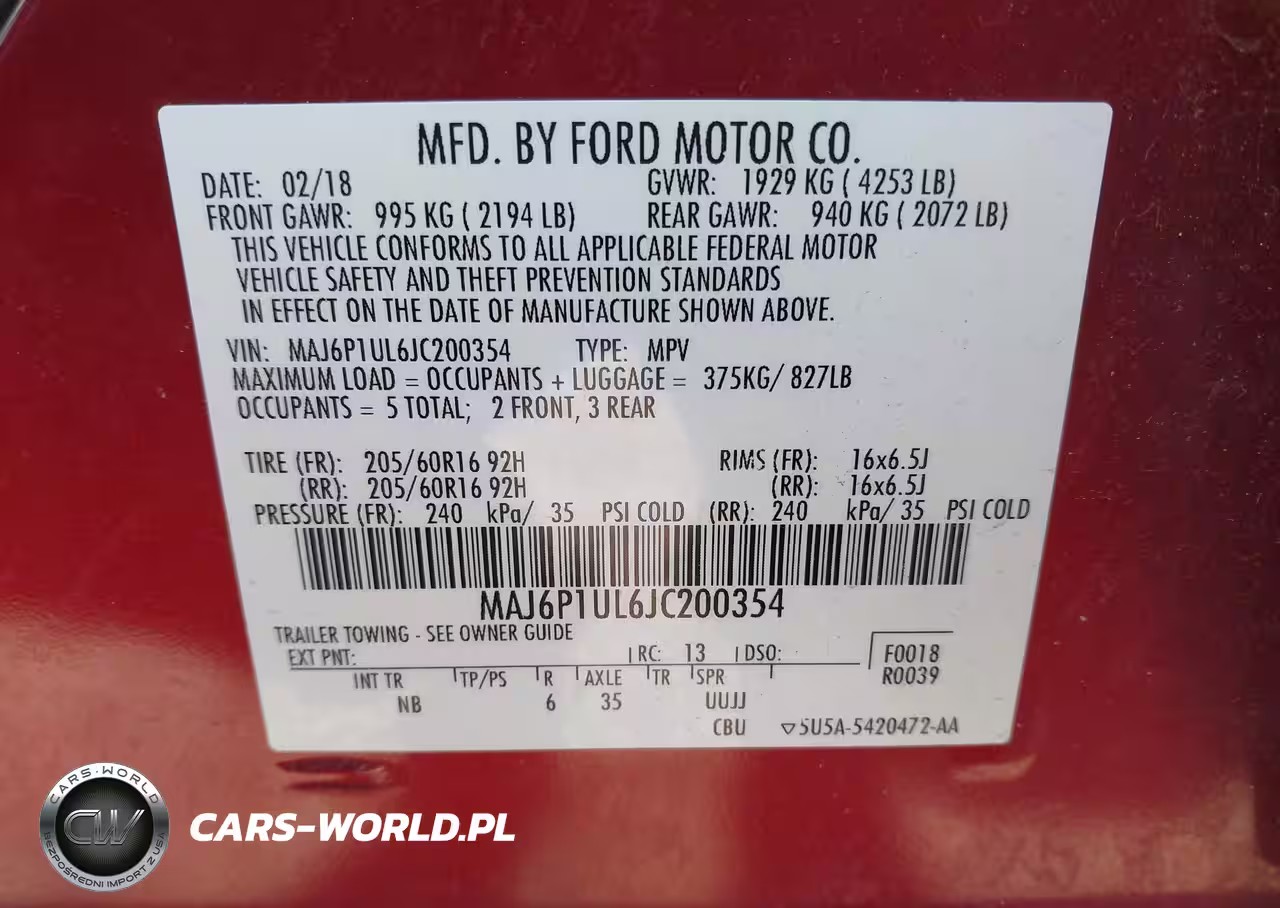 MFD. BY FORD MOTOR CO.
DATE: 02/18 GVWR: 1929 KG ( 4253 LB)
FRONT GAWR: 995 KG ( 2194 LB) REAR GAWR: 940 KG ( 2072 LB)
THIS VEHICLE CONFORMS TO ALL APPLICABLE FEDERAL MOTOR
VEHICLE SAFETY AND THEFT PREVENTION STANDARDS
IN EFFECT ON THE DATE OF MANUFACTURE SHOWN ABOVE.
VIN: MAJ6P1UL6JC200354 TYPE: MPV
MAXIMUM LOAD = OCCUPANTS + LUGGAGE = 375KG/ 827LB
OCCUPANTS = 5 TOTAL; 2 FRONT, 3 REAR
TIRE (FR): 205/60R16 92H RIMS (FR): 16x6.5J
(RR): 205/60R16 92H (RR): 16x6.5J
PRESSURE (FR): 240 kPa/ 35 PSI COLD (RR): 240 kPa/ 35 PSI COLD
MAJ6P1UL6JC200354
TRAILER TOWING - SEE OWNER GUIDE
EXT PNT: RC: 13 DSO: F0018
INT TR TP/PS R AXLE TR SPR R0039
NB 6 35 UUJJ
CBU 5U5A-5420472-AA
CARS-WORLD
CW
BEZPOŚREDNI IMPORT Z USA
CARS-WORLD.PL